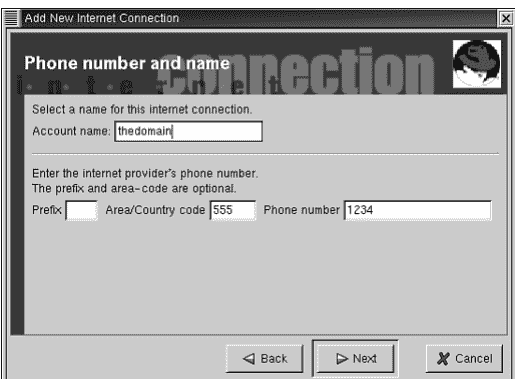 Add New Internet Connection
Phone number and name
connection
internet
Select a name for this internet connection.
Account name: thedomain
Enter the internet provider's phone number.
The prefix and area-code are optional.
Prefix Area/Country code 555 Phone number 1234
Back Next Cancel